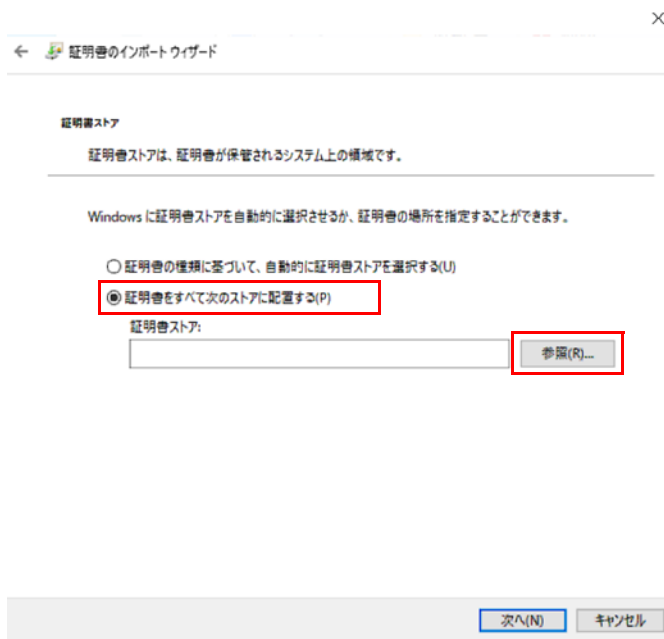 証明書のインポート ウィザード
証明書ストア
証明書ストアは、証明書が保管されるシステム上の領域です。
Windows に証明書ストアを自動的に選択させるか、証明書の場所を指定することができます。
証明書の種類に基づいて、自動的に証明書ストアを選択する(U)
証明書をすべて次のストアに配置する(P)
証明書ストア:
参照(R)...
次へ(N)
キャンセル